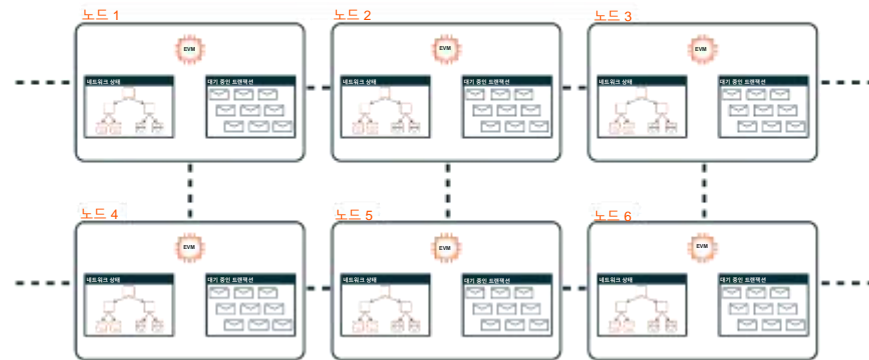 노드 1
노드 2
노드 3
EVM
EVM
EVM
네트워크 상태
대기 중인 트랜잭션
네트워크 상태
대기 중인 트랜잭션
네트워크 상태
대기 중인 트랜잭션
노드 4
노드 5
노드 6
EVM
EVM
EVM
네트워크 상태
대기 중인 트랜잭션
네트워크 상태
대기 중인 트랜잭션
네트워크 상태
대기 중인 트랜잭션